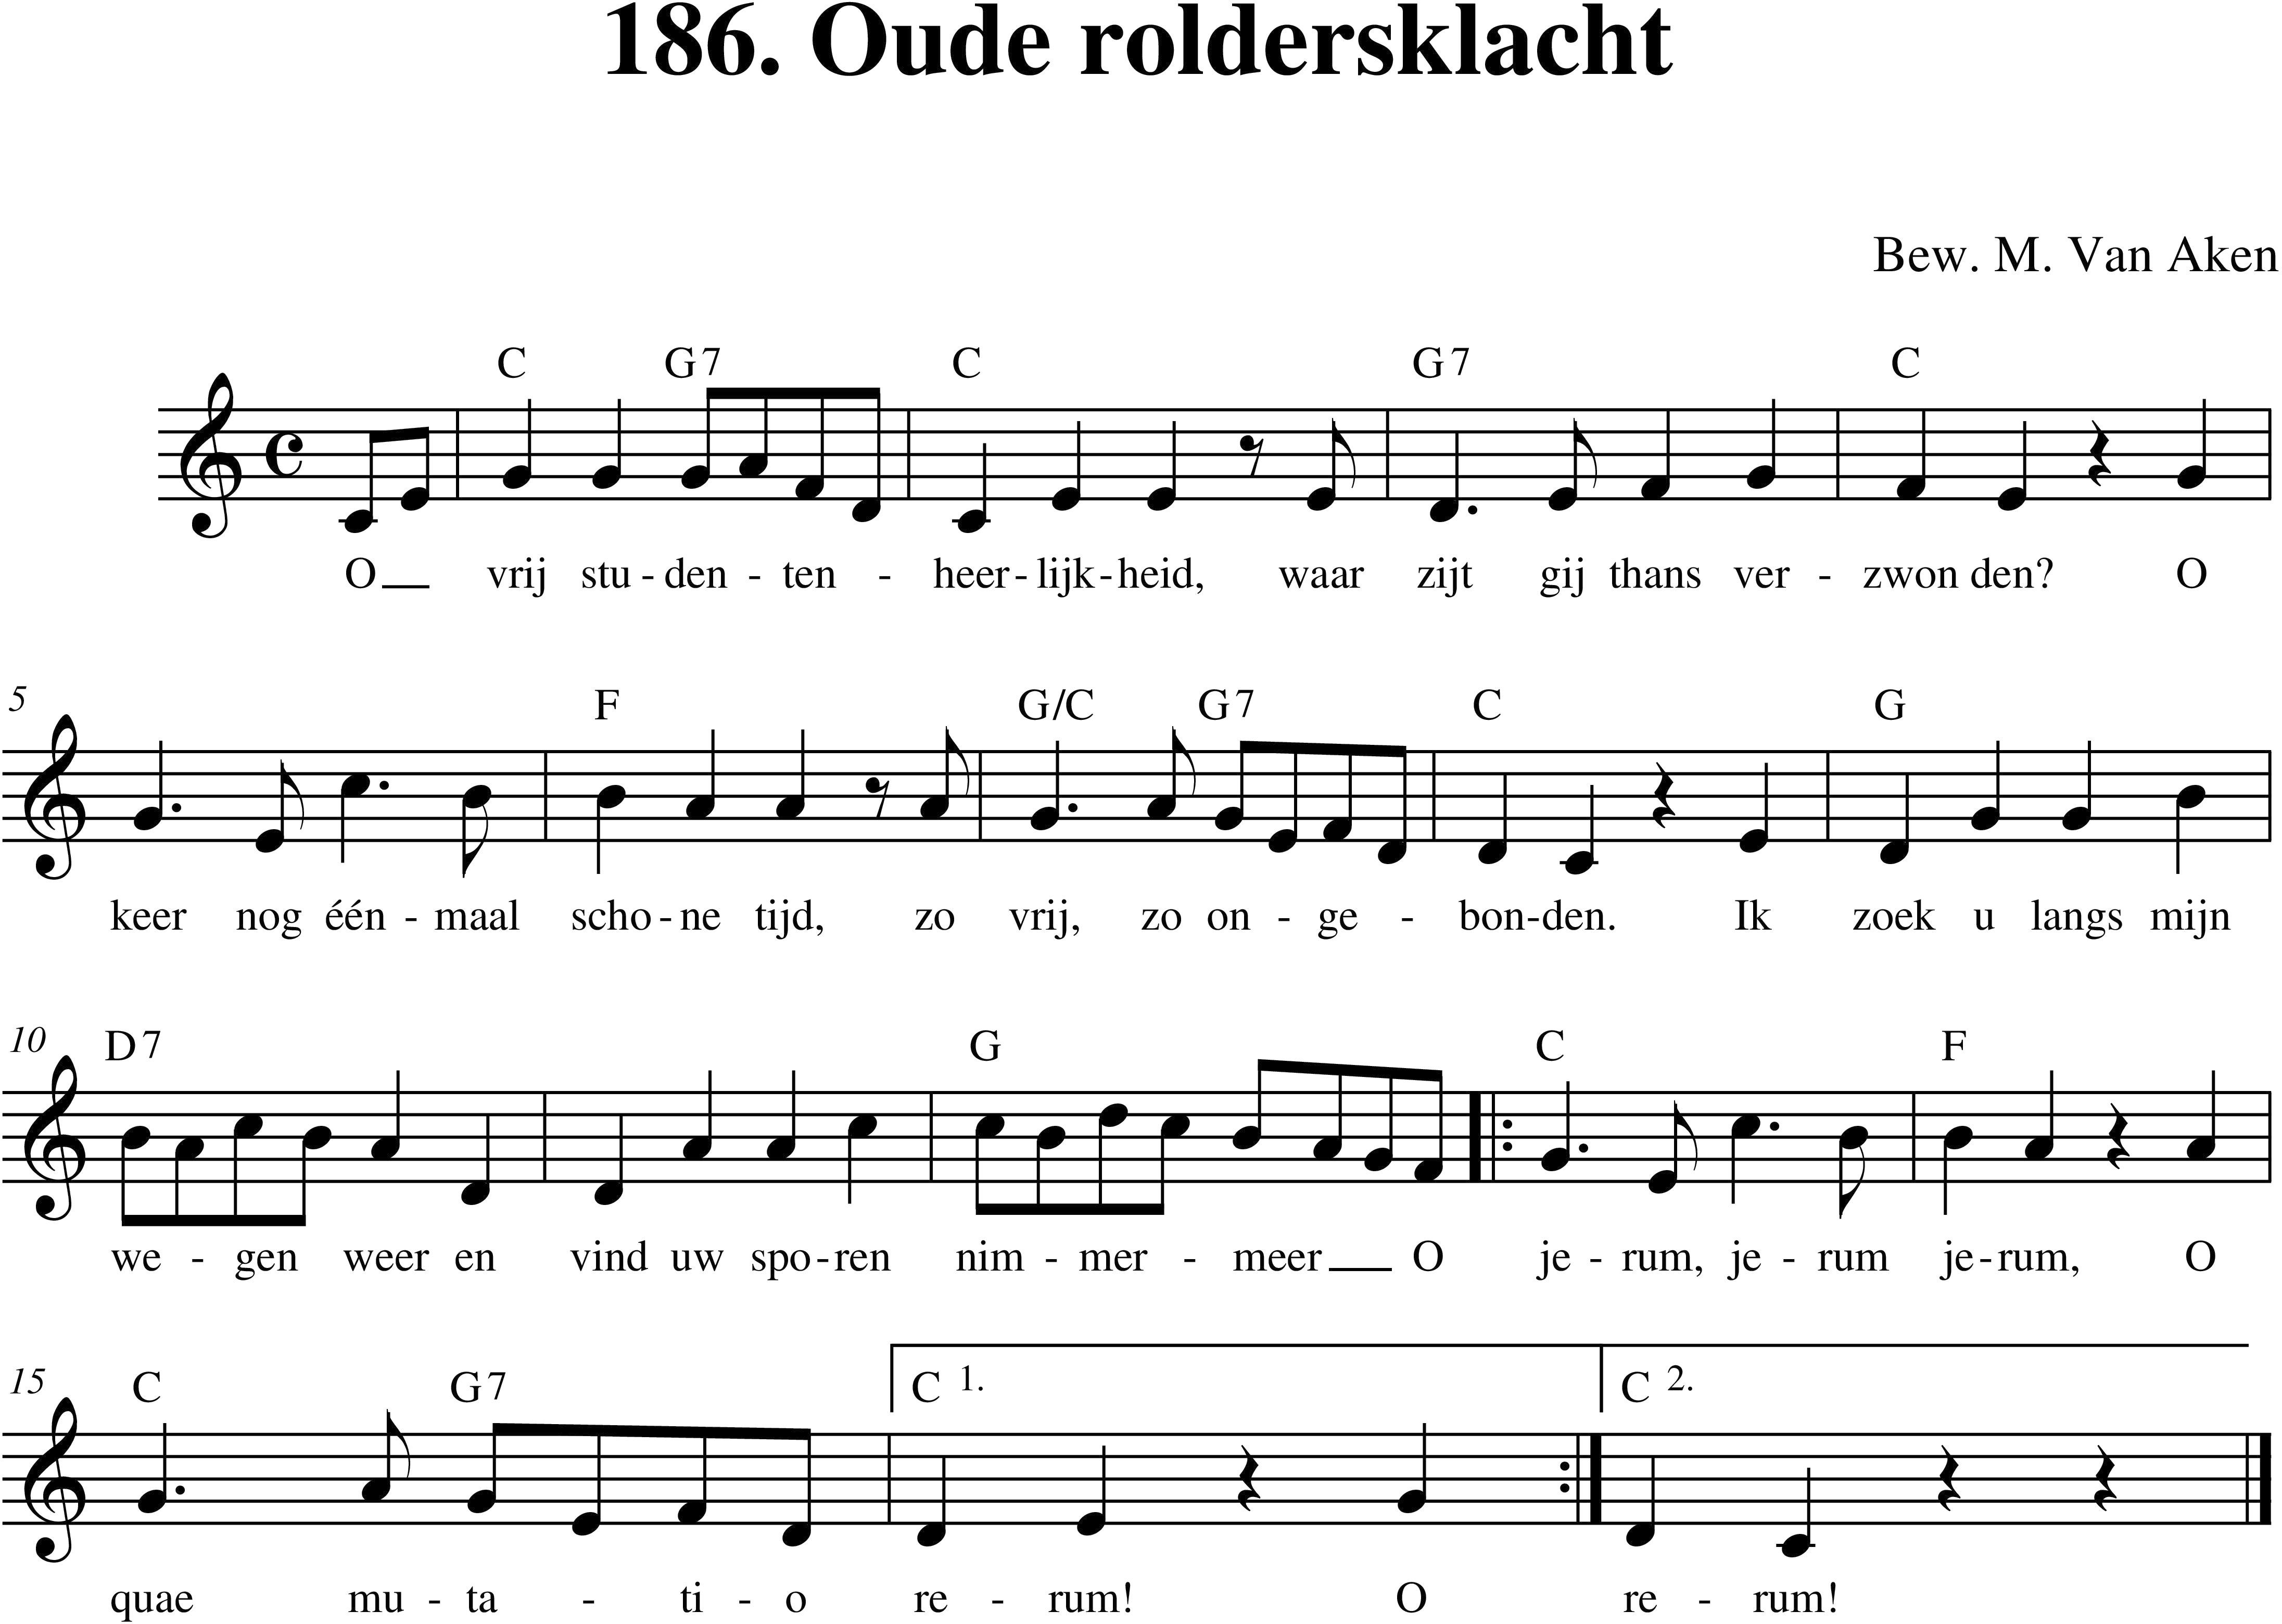 186. Oude roldersklacht
Bew. M. Van Aken
C G7 C G7 C
O__ vrij stu - den - ten - heer - lijk - heid, waar zijt gij thans ver - zwon den? O
5 F G/C G7 C G
keer nog één - maal scho - ne tijd, zo vrij, zo on - ge - bon - den. Ik zoek u langs mijn
10 D7 G C F
we - gen weer en vind uw spo - ren nim - mer - meer__ O je - rum, je - rum je - rum, O
15 C G7 C 1. C 2.
quae mu - ta - ti - o re - rum! O re - rum!